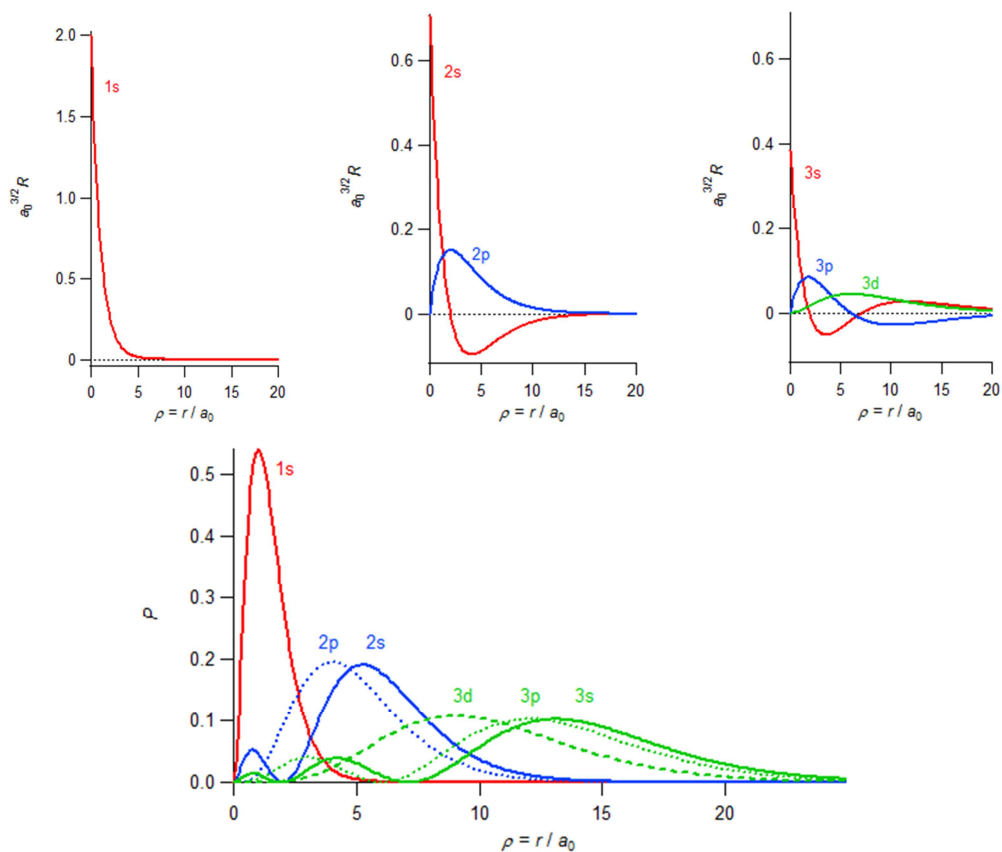 2.0
1.5
1.0
0.5
0
a₀^{3/2} R
1s
0 5 10 15 20
ρ = r / a₀
0.6
0.4
0.2
0
a₀^{3/2} R
2s
2p
0 5 10 15 20
ρ = r / a₀
0.6
0.4
0.2
0
a₀^{3/2} R
3s
3p
3d
0 5 10 15 20
ρ = r / a₀
0.5
0.4
0.3
0.2
0.1
0.0
P
1s
2p 2s
3d 3p 3s
0 5 10 15 20
ρ = r / a₀